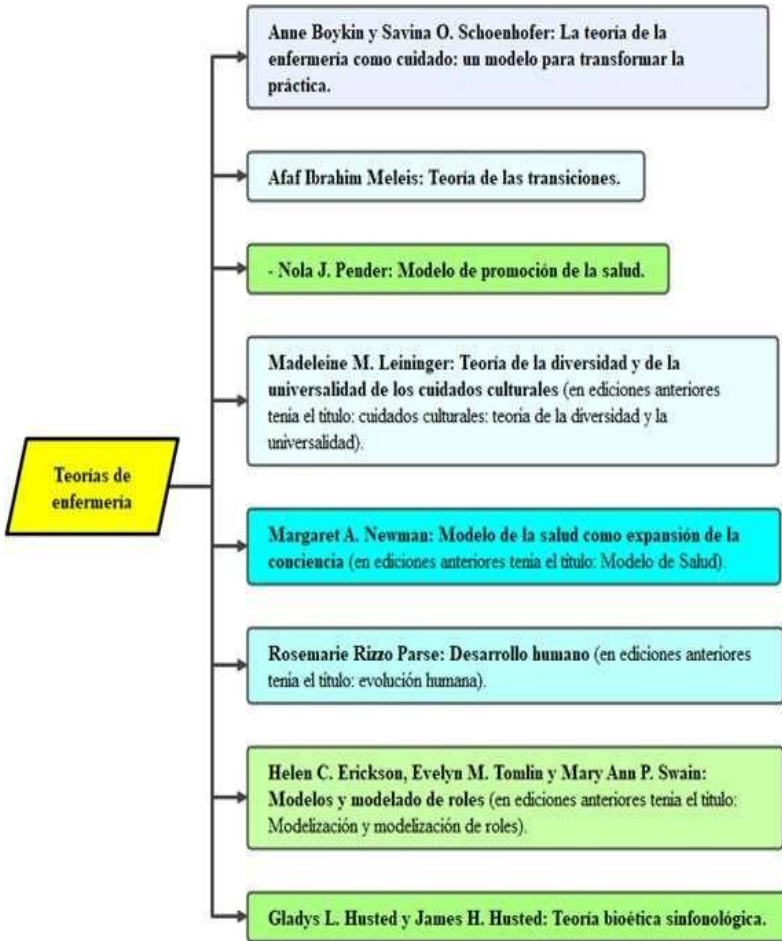 Anne Boykin y Savina O. Schoenhofer: La teoría de la
enfermería como cuidado: un modelo para transformar la
práctica.
Afaf Ibrahim Meleis: Teoría de las transiciones.
- Nola J. Pender: Modelo de promoción de la salud.
Madeleine M. Leininger: Teoría de la diversidad y de la
universalidad de los cuidados culturales (en ediciones anteriores
tenía el título: cuidados culturales: teoría de la diversidad y la
universalidad).
Teorías de
enfermería
Margaret A. Newman: Modelo de la salud como expansión de la
conciencia (en ediciones anteriores tenía el título: Modelo de Salud).
Rosemarie Rizzo Parse: Desarrollo humano (en ediciones anteriores
tenía el título: evolución humana).
Helen C. Erickson, Evelyn M. Tomlin y Mary Ann P. Swain:
Modelos y modelado de roles (en ediciones anteriores tenia el titulo:
Modelización y modelización de roles).
Gladys L. Husted y James H. Husted: Teoría bioética sinfonológica.